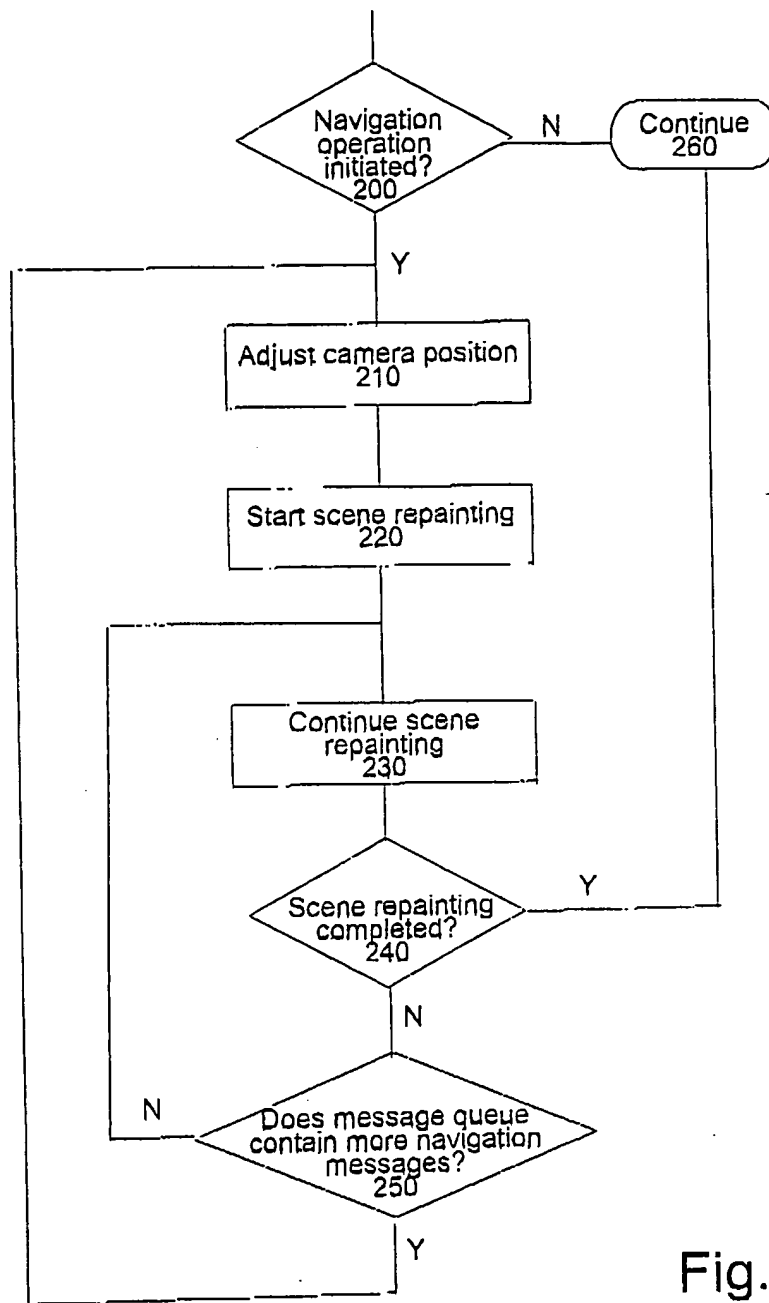 Navigation
operation
initiated?
200
N
Continue
260
Y
Adjust camera position
210
Start scene repainting
220
Continue scene
repainting
230
Scene repainting
completed?
240
Y
N
Does message queue
contain more navigation
messages?
250
N
Y
Fig.